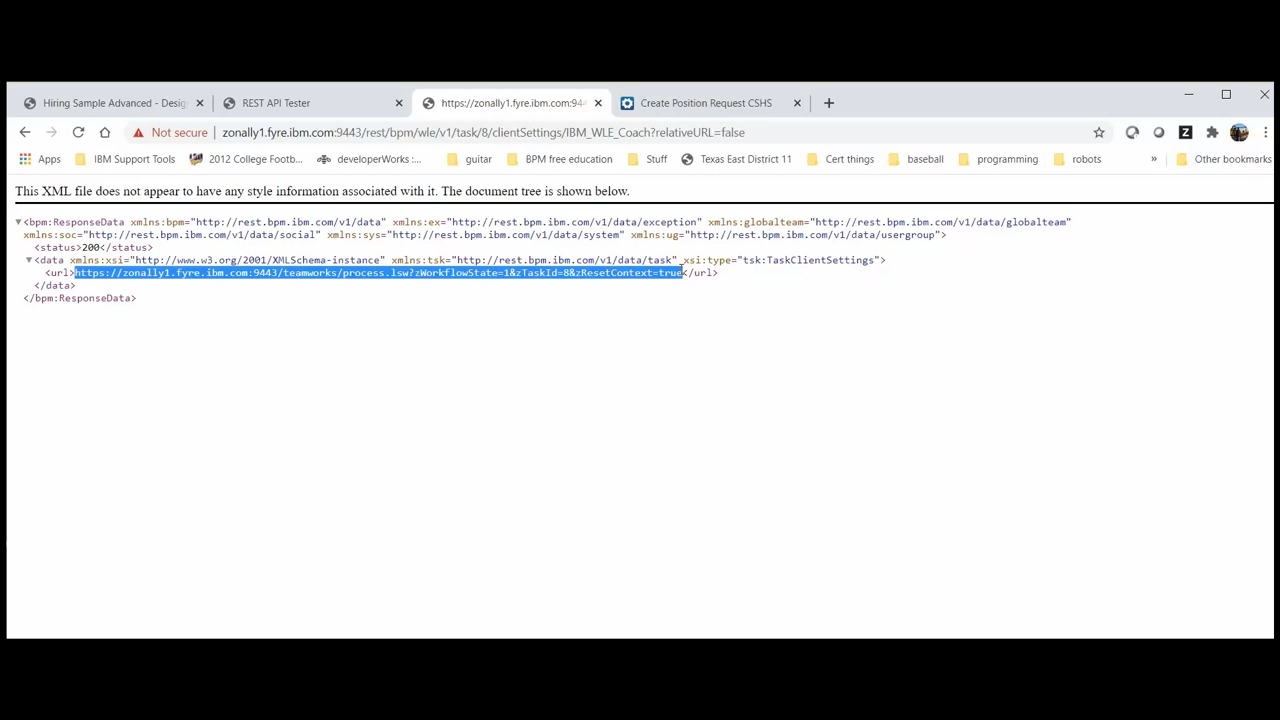 Hiring Sample Advanced - Desig
REST API Tester
https://zonally1.fyre.ibm.com:944
Create Position Request CSHS
Not secure
zonally1.fyre.ibm.com:9443/rest/bpm/wle/v1/task/8/clientSettings/IBM_WLE_Coach?relativeURL=false
Z
Apps
IBM Support Tools
2012 College Footb...
developerWorks :...
guitar
BPM free education
Stuff
Texas East District 11
Cert things
baseball
programming
robots
»
Other bookmarks
This XML file does not appear to have any style information associated with it. The document tree is shown below.
<bpm:ResponseData xmlns:bpm="http://rest.bpm.ibm.com/v1/data" xmlns:ex="http://rest.bpm.ibm.com/v1/data/exception" xmlns:globalteam="http://rest.bpm.ibm.com/v1/data/globalteam"
xmlns:soc="http://rest.bpm.ibm.com/v1/data/social" xmlns:sys="http://rest.bpm.ibm.com/v1/data/system" xmlns:ug="http://rest.bpm.ibm.com/v1/data/usergroup">
<status>200</status>
<data xmlns:xsi="http://www.w3.org/2001/XMLSchema-instance" xmlns:tsk="http://rest.bpm.ibm.com/v1/data/task" xsi:type="tsk:TaskClientSettings">
<url>https://zonally1.fyre.ibm.com:9443/teamworks/process.lsw?zWorkflowState=1&zTaskId=8&zResetContext=true</url>
</data>
</bpm:ResponseData>